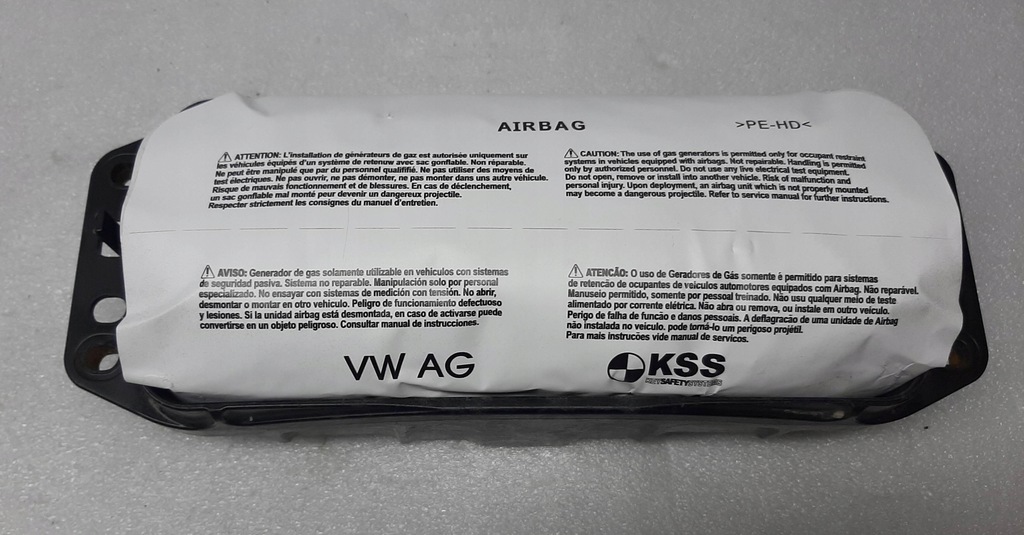 AIRBAG
>PE-HD<
⚠ ATTENTION: L'installation de générateurs de gaz est autorisée uniquement sur
les véhicules équipés d'un système de retenuw avec sac gonflable. Non réparable.
Ne peut être manipulé que par du personnel qualififié. Ne pas utiliser des moyens de
test électriques. Ne pas ouvrir, ne pas démonter, ne pas monter dans uns autre véhicule.
Risque de mauvais fonctionnement et de blessures. En cas de déclenchement,
un sac gonflable mal monté peur devenir un dangereux projectile.
Respecter strictement les consignes du manuel d'entretien.
⚠ CAUTION: The use of gas generators is permitted only for occupant restraint
systems in vehicles equipped with airbags. Not repairable. Handling is permitted
only by authorized personnel. Do not use any live electrical test equipment.
Do not open, remove or install into another vehicle. Risk of malfunction and
personal injury. Upon deployment, an airbag unit which is not properly mounted
may become a dangerous projectile. Refer to service manual for further instructions.
⚠ AVISO: Generador de gas solamente utilizable en vehículos con sistemas
de seguridad pasiva. Sistema no reparable. Manipulación solo por personal
especializado. No ensayar con sistemas de medición con tensión. No abrir,
desmontar o montar en otro vehículo. Peligro de funcionamiento defectuoso
y lesiones. Si la unidad airbag está desmontada, en caso de activarse puede
convertirse en un objeto peligroso. Consultar manual de instrucciones.
⚠ ATENCÃO: O uso de Geradores de Gás somente é permitido para sistemas
de retencão de ocupantes de veiculos automotores equipados com Airbag. Não reparável.
Manuseio permitido, somente por pessoal treinado. Não usu qualquer meio de teste
alimentado por corrente elétrica. Não abra ou remova, ou instale em outro veiculo.
Perigo de falha de funcão e danos pessoais. A deflagracão de uma unidade de Airbag
não instalada no veículo. pode torná-lo um perigoso projétil.
Para mais instrucões vide manual de servicos.
VW AG
KSS
KEYSAFETYSYSTEMS